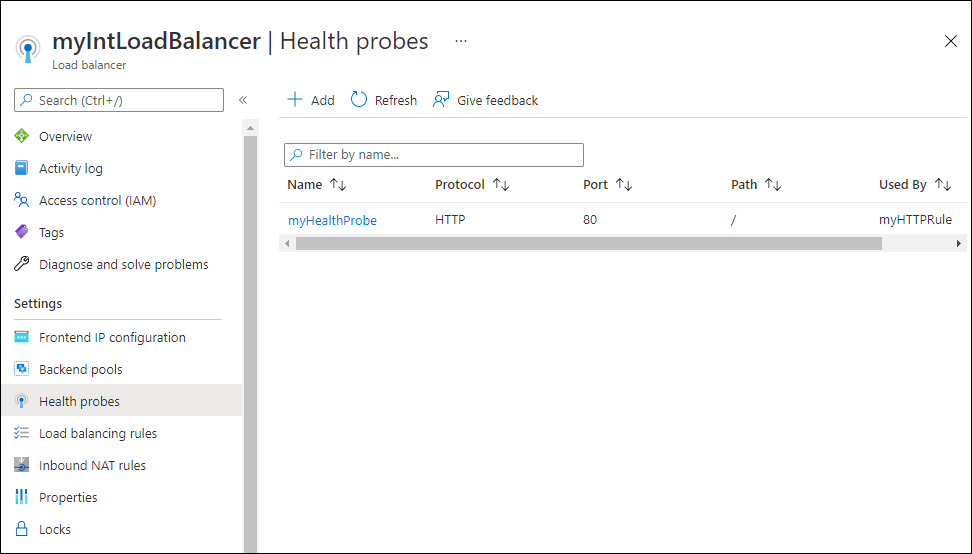 myIntLoadBalancer | Health probes ...
Load balancer
Search (Ctrl+/)
«
Add
Refresh
Give feedback
Overview
Activity log
Access control (IAM)
Tags
Diagnose and solve problems
Settings
Frontend IP configuration
Backend pools
Health probes
Load balancing rules
Inbound NAT rules
Properties
Locks
Filter by name...
Name Protocol Port Path Used By
myHealthProbe HTTP 80 / myHTTPRule